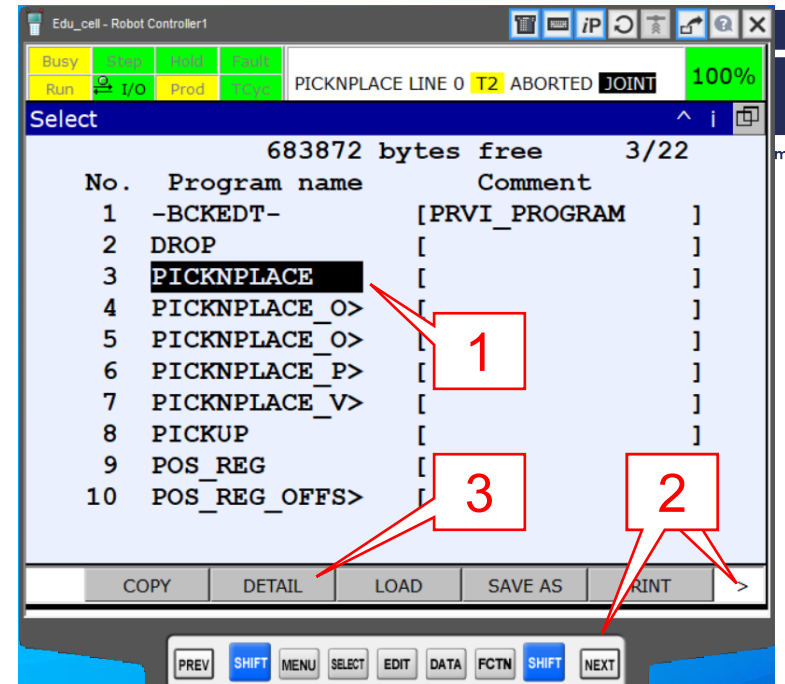 Edu_cell - Robot Controller1
iP
Busy Step Hold Fault
Run I/O Prod TCyc
PICKNPLACE LINE 0 T2 ABORTED JOINT 100%
Select ^ i
683872 bytes free 3/22
No. Program name Comment
1 -BCKEDT- [PRVI_PROGRAM ]
2 DROP [ ]
3 PICKNPLACE [ ]
4 PICKNPLACE_O> [ ]
5 PICKNPLACE_O> [ ]
6 PICKNPLACE_P> [ ]
7 PICKNPLACE_V> [ ]
8 PICKUP [ ]
9 POS_REG [
10 POS_REG_OFFS> [
1
3
2
COPY DETAIL LOAD SAVE AS PRINT >
PREV SHIFT MENU SELECT EDIT DATA FCTN SHIFT NEXT